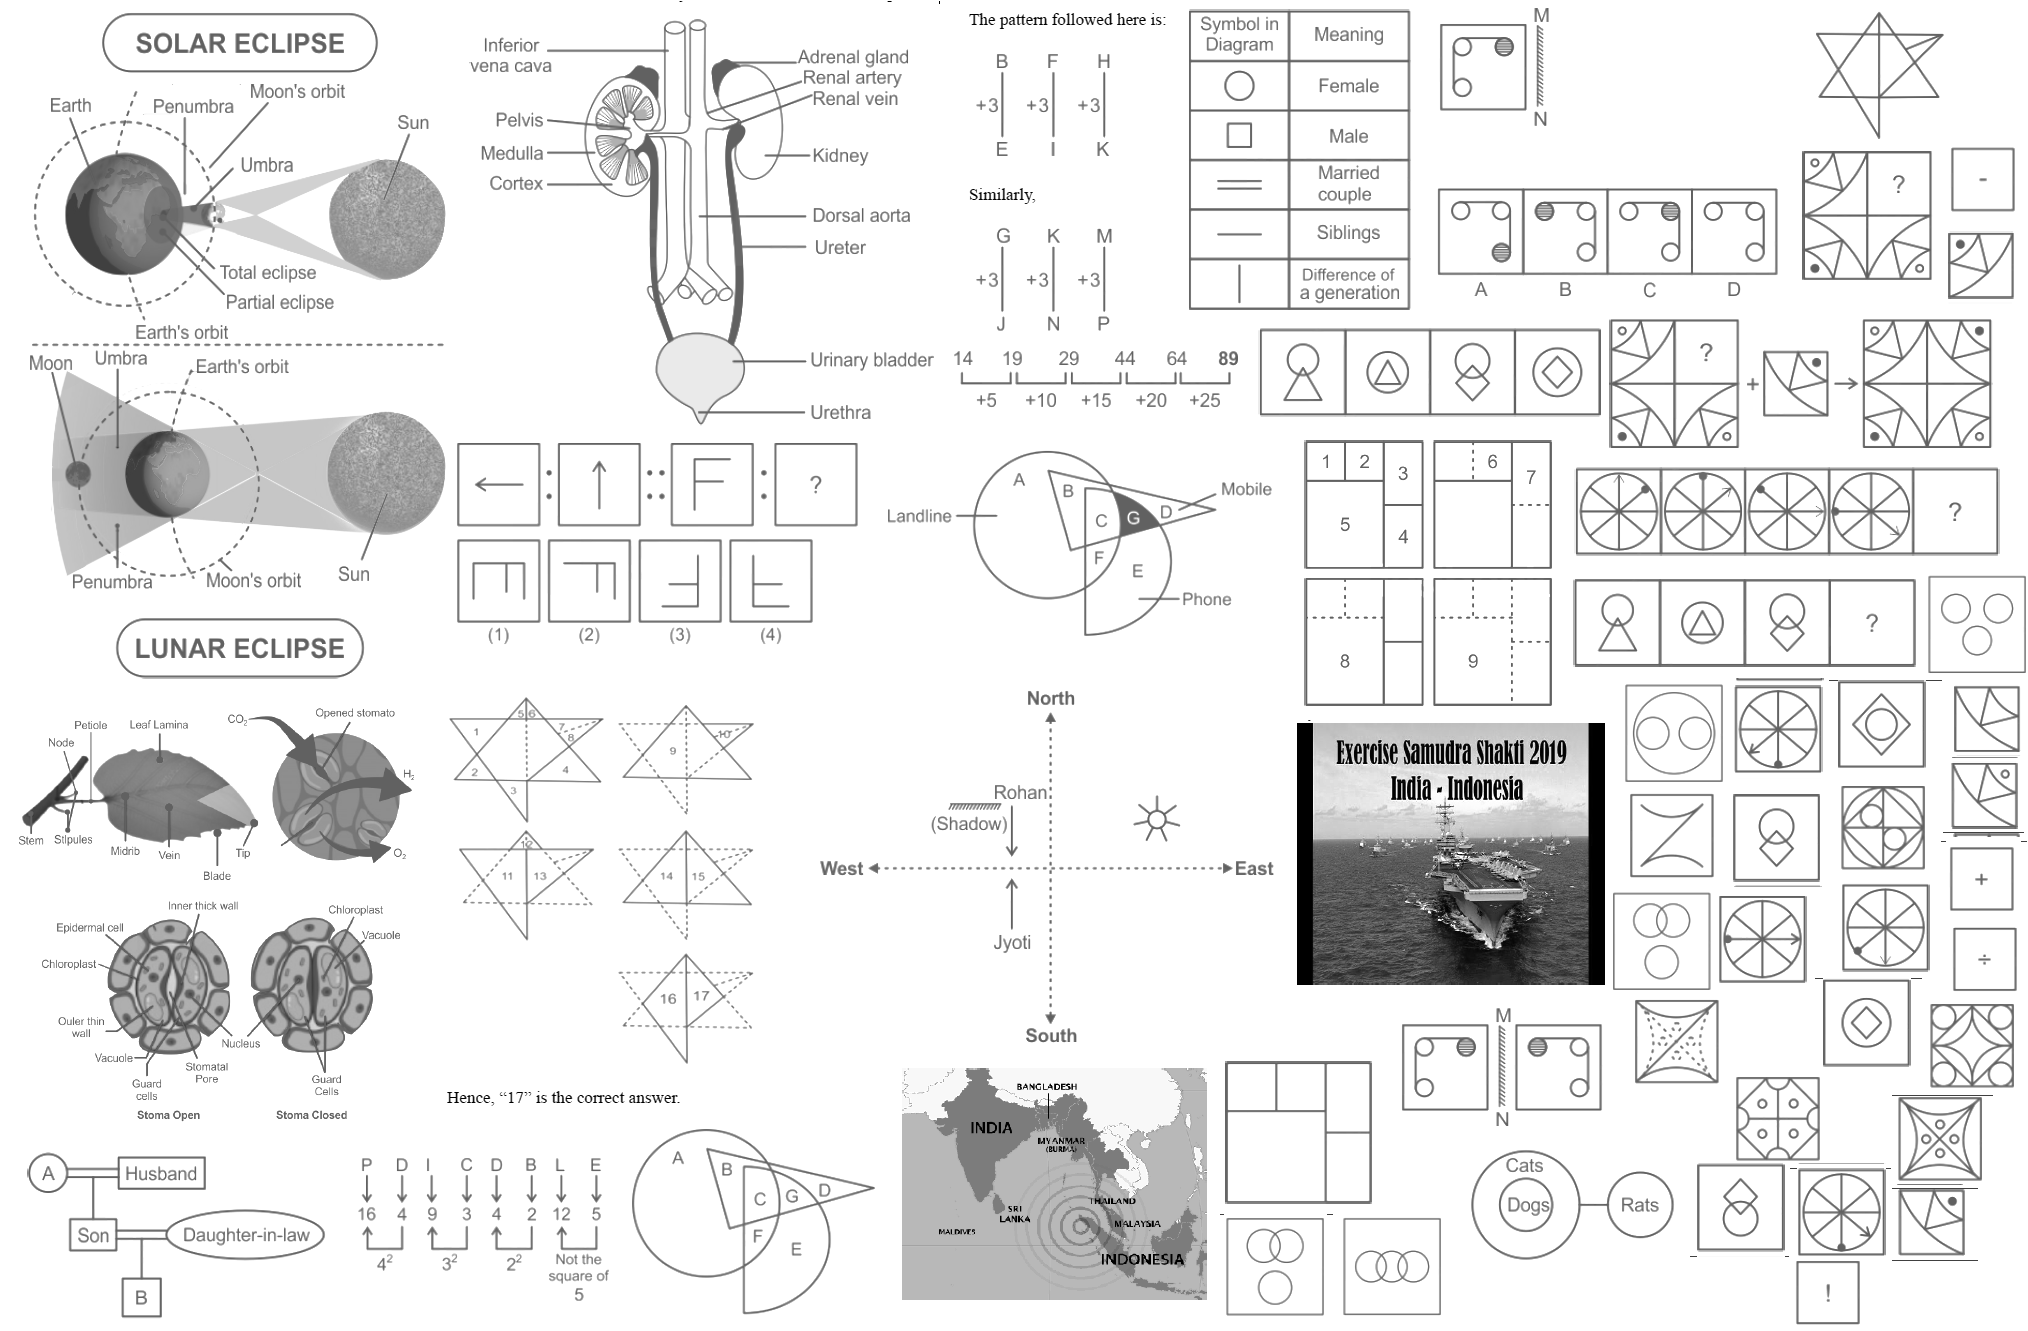 SOLAR ECLIPSE
Earth
Penumbra
Moon's orbit
Sun
Umbra
Total eclipse
Partial eclipse
Earth's orbit
Moon
Umbra
Earth's orbit
Penumbra
Moon's orbit
Sun
LUNAR ECLIPSE
Inferior
vena cava
Adrenal gland
Renal artery
Renal vein
Pelvis
Medulla
Cortex
Kidney
Dorsal aorta
Ureter
Urinary bladder
Urethra
The pattern followed here is:
B F H
+3 +3 +3
E I K
Similarly,
G K M
+3 +3 +3
J N P
14 19 29 44 64 89
+5 +10 +15 +20 +25
Symbol in
Diagram
Meaning
Female
Male
Married
couple
Siblings
Difference of
a generation
M
N
A B C D
?
-
?
+
: :: : ?
(1) (2) (3) (4)
A
B
C
G
D
F
E
Landline
Mobile
Phone
1 2 3
5 4
6 7
8 9
?
?
Petiole
Leaf Lamina
Node
Stem
Stipules
Midrib
Vein
Blade
Tip
CO2
Opened stomato
H2
O2
Inner thick wall
Epidermal cell
Chloroplast
Chloroplast
Vacuole
Ouler thin
wall
Vacuole
Guard
cells
Stomatal
Pore
Nucleus
Guard
Cells
Stoma Open
Stoma Closed
1 5 6 7 8
2 3 4
9 10
11 12 13
14 15
16 17
Hence, “17” is the correct answer.
North
Rohan
(Shadow)
West
East
Jyoti
South
Exercise Samudra Shakti 2019
India - Indonesia
+
÷
M
N
A
Husband
Son
Daughter-in-law
B
P D I C D B L E
16 4 9 3 4 2 12 5
4² 3² 2² Not the
square of
5
A
B
C
G
D
F
E
BANGLADESH
INDIA
MYANMAR
(BURMA)
THAILAND
SRI
LANKA
MALDIVES
MALAYSIA
INDONESIA
Cats
Dogs
Rats
!